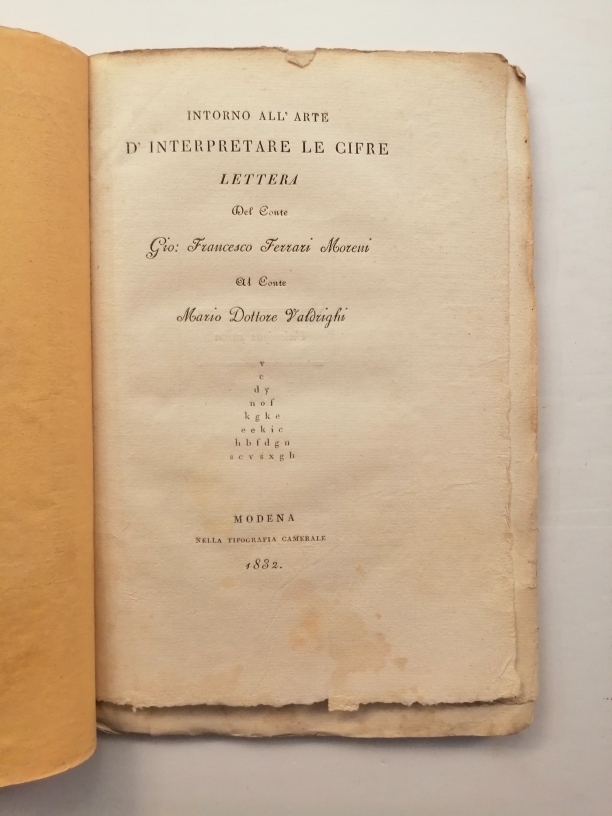 INTORNO ALL' ARTE
D' INTERPRETARE LE CIFRE
LETTERA
Del Conte
Gio: Francesco Ferrari Moreni
Al Conte
Mario Dottore Valdrighi
v
c
d y
n o f
k g k e
e e k i c
h b f d g n
s c v s x g h
MODENA
NELLA TIPOGRAFIA CAMERALE
1832.